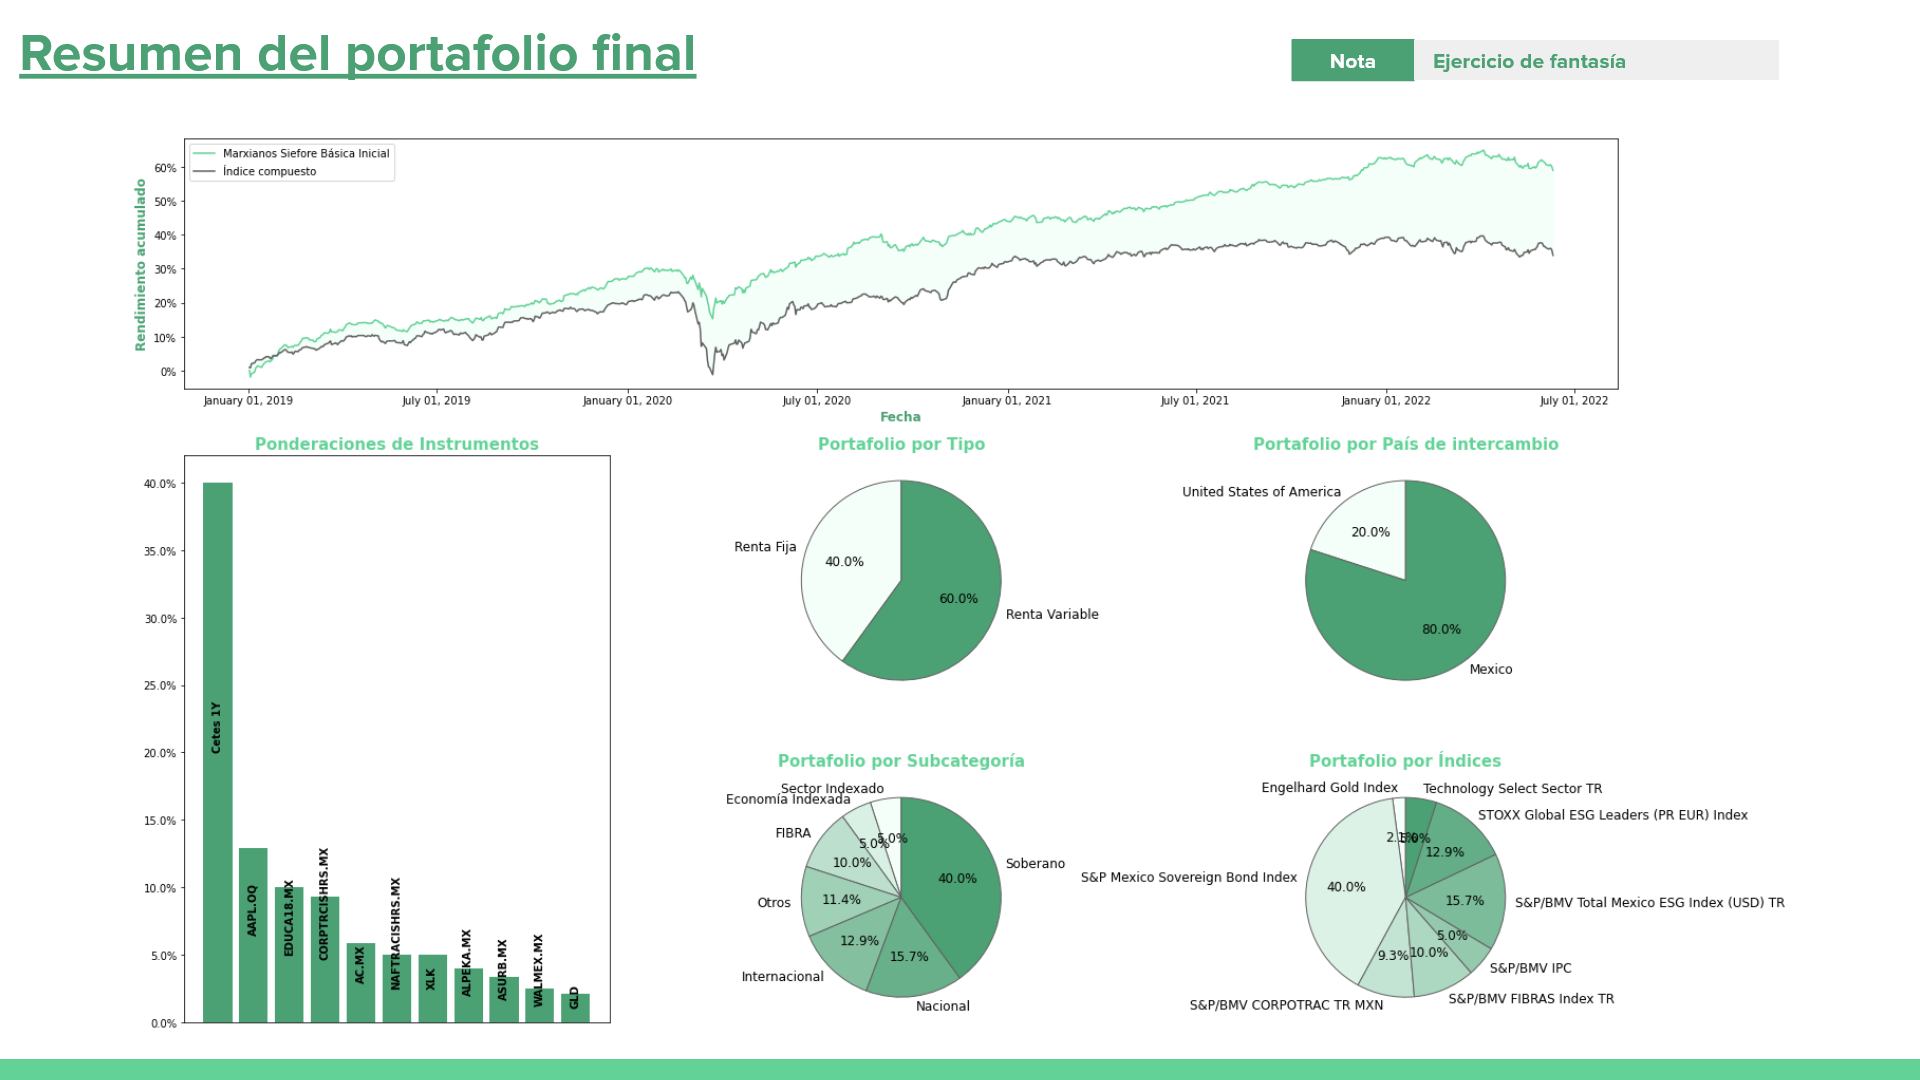 Resumen del portafolio final
Nota
Ejercicio de fantasía
Marxianos Siefore Básica Inicial
Índice compuesto
Rendimiento acumulado
60%
50%
40%
30%
20%
10%
0%
January 01, 2019
July 01, 2019
January 01, 2020
July 01, 2020
January 01, 2021
July 01, 2021
January 01, 2022
July 01, 2022
Fecha
Ponderaciones de Instrumentos
40.0%
35.0%
30.0%
25.0%
20.0%
15.0%
10.0%
5.0%
0.0%
Cetes 1Y
AAPL.OQ
EDUCA18.MX
CORPTRCISHRS.MX
AC.MX
NAFTRACISHRS.MX
XLK
ALPEKA.MX
ASURB.MX
WALMEX.MX
GLD
Portafolio por Tipo
Renta Fija
40.0%
60.0%
Renta Variable
Portafolio por País de intercambio
United States of America
20.0%
80.0%
Mexico
Portafolio por Subcategoría
Sector Indexado
Economía Indexada
FIBRA
Otros
Internacional
Nacional
Soberano
5.0%
5.0%
10.0%
11.4%
12.9%
15.7%
40.0%
Portafolio por Índices
Engelhard Gold Index
Technology Select Sector TR
STOXX Global ESG Leaders (PR EUR) Index
S&P Mexico Sovereign Bond Index
S&P/BMV Total Mexico ESG Index (USD) TR
S&P/BMV IPC
S&P/BMV FIBRAS Index TR
S&P/BMV CORPOTRAC TR MXN
2.1%
5.0%
12.9%
15.7%
5.0%
10.0%
9.3%
40.0%